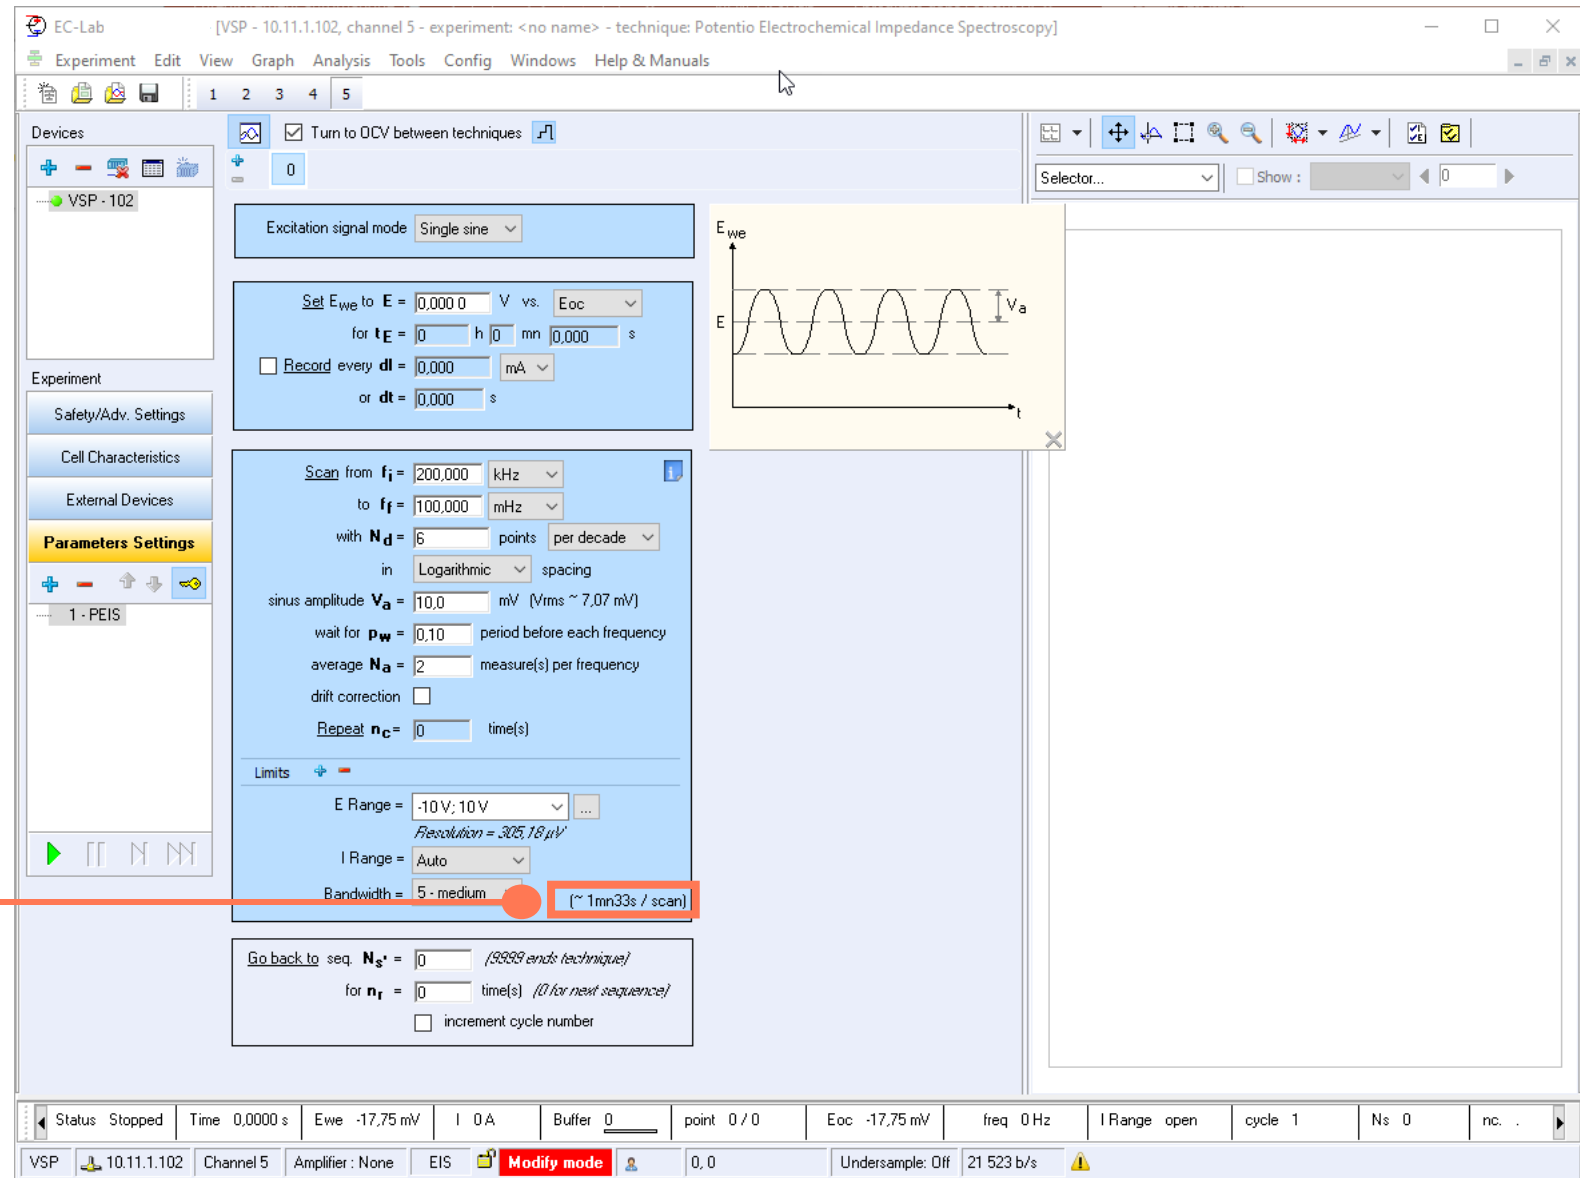 EC-Lab [VSP - 10.11.1.102, channel 5 - experiment: <no name> - technique: Potentio Electrochemical Impedance Spectroscopy]
Experiment Edit View Graph Analysis Tools Config Windows Help & Manuals
1 2 3 4 5
Devices
VSP - 102
Turn to OCV between techniques
0
Selector... Show : 0
Excitation signal mode Single sine
Set Ewe to E = 0,000 0 V vs. Eoc
for tE = 0 h 0 mn 0,000 s
Record every dI = 0,000 mA
or dt = 0,000 s
Ewe
E
Va
t
Experiment
Safety/Adv. Settings
Cell Characteristics
External Devices
Parameters Settings
1 - PEIS
Scan from fi = 200,000 kHz
to ff = 100,000 mHz
with Nd = 6 points per decade
in Logarithmic spacing
sinus amplitude Va = 10,0 mV (Vrms ~ 7,07 mV)
wait for pw = 0,10 period before each frequency
average Na = 2 measure(s) per frequency
drift correction
Repeat nc = 0 time(s)
Limits
E Range = -10 V; 10 V ...
Resolution = 305,18 µV
I Range = Auto
Bandwidth = 5 - medium
(~ 1mn33s / scan)
Go back to seq. Ns' = 0 (9999 ends technique)
for nr = 0 time(s) (0 for next sequence)
increment cycle number
Status Stopped Time 0,0000 s Ewe -17,75 mV I 0 A Buffer 0 point 0 / 0 Eoc -17,75 mV freq 0 Hz I Range open cycle 1 Ns 0 nc. .
VSP 10.11.1.102 Channel 5 Amplifier : None EIS Modify mode 0, 0 Undersample: Off 21 523 b/s